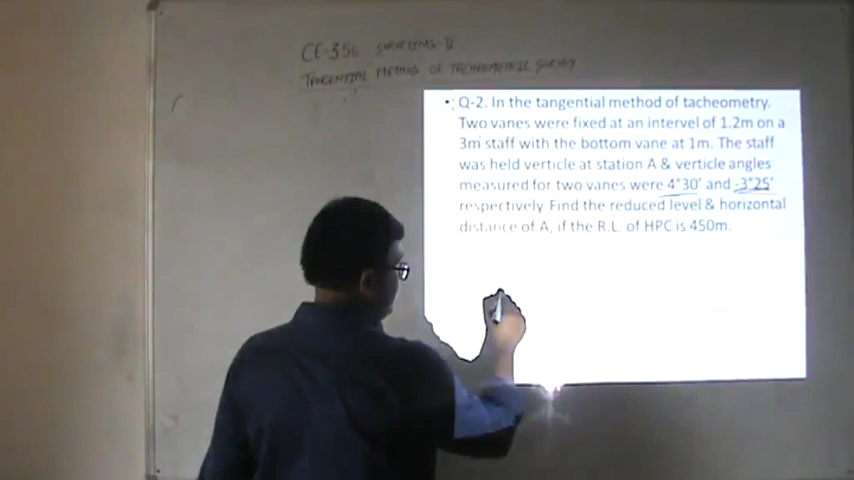 CE-356 SURVEYING-II
TANGENTIAL METHOD OF TACHEOMETRIC SURVEY
• Q-2. In the tangential method of tacheometry.
Two vanes were fixed at an intervel of 1.2m on a
3m staff with the bottom vane at 1m. The staff
was held verticle at station A & verticle angles
measured for two vanes were 4°30' and -3°25'
respectively. Find the reduced level & horizontal
distance of A, if the R.L. of HPC is 450m.